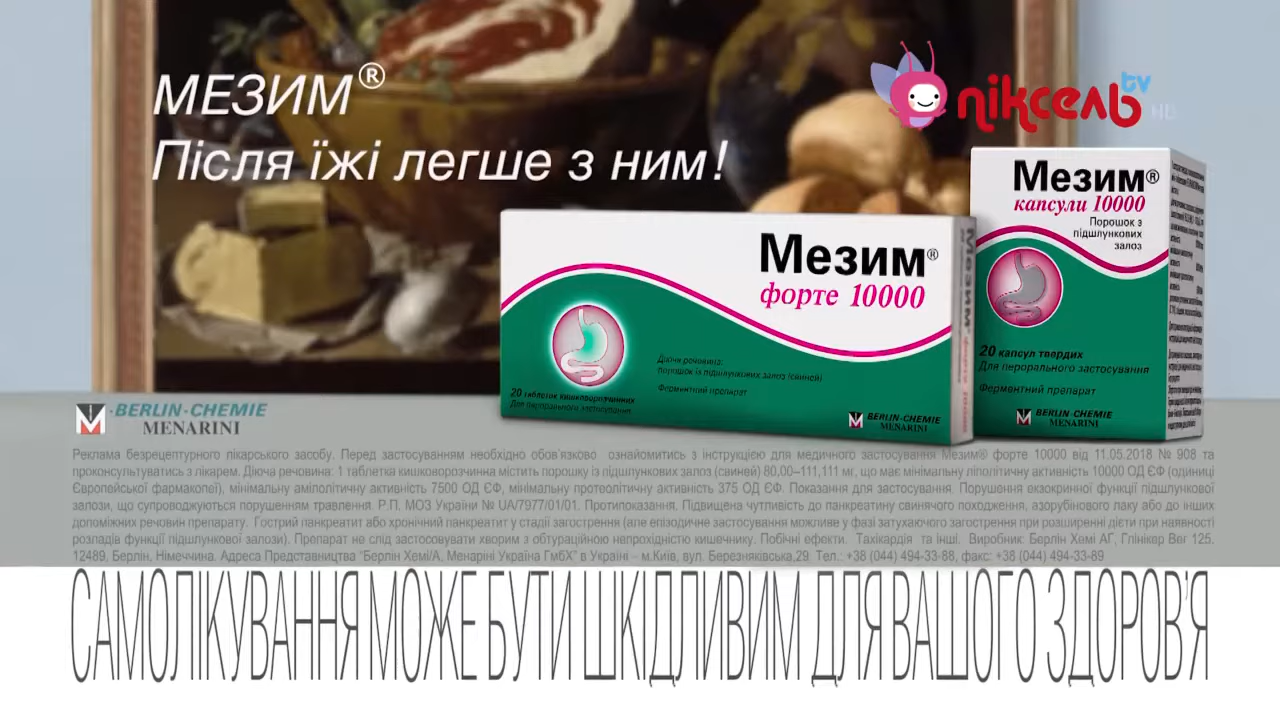 МЕЗИМ®
Після їжі легше з ним!
піксель tv
HD
Мезим®
капсули 10000
Порошок з
підшлункових
залоз
20 капсул твердих
Для перорального застосування
Ферментний препарат
BERLIN-CHEMIE
MENARINI
Мезим®
форте 10000
Діюча речовина:
порошок із підшлункових залоз (свиней)
Ферментний препарат
20 таблеток кишковорозчинних
Для перорального застосування
BERLIN-CHEMIE
MENARINI
Мезим® форте 10000
BERLIN-CHEMIE
MENARINI
Реклама безрецептурного лікарського засобу. Перед застосуванням необхідно обов'язково ознайомитись з інструкцією для медичного застосування Мезим® форте 10000 від 11.05.2018 № 908 та
проконсультуватись з лікарем. Діюча речовина: 1 таблетка кишковорозчинна містить порошку із підшлункових залоз (свиней) 80,00–111,111 мг, що має мінімальну ліполітичну активність 10000 ОД ЄФ (одиниці
Європейської фармакопеї), мінімальну амілолітичну активність 7500 ОД ЄФ, мінімальну протеолітичну активність 375 ОД ЄФ. Показання для застосування. Порушення екзокринної функції підшлункової
залози, що супроводжуються порушенням травлення. Р.П. МОЗ України № UA/7977/01/01. Протипоказання. Підвищена чутливість до панкреатину свинячого походження, азорубінового лаку або до інших
допоміжних речовин препарату. Гострий панкреатит або хронічний панкреатит у стадії загострення (але епізодичне застосування можливе у фазі затухаючого загострення при розширенні дієти при наявності
розладів функції підшлункової залози). Препарат не слід застосовувати хворим з обтураційною непрохідністю кишечнику. Побічні ефекти. Тахікардія та інші. Виробник: Берлін Хемі АГ, Глінікер Вег 125.
12489, Берлін, Німеччина. Адреса Представництва "Берлін Хемі/А. Менаріні Україна ГмбХ" в Україні – м.Київ, вул. Березняківська,29 Тел.: +38 (044) 494-33-88, факс: +38 (044) 494-33-89
САМОЛІКУВАННЯ МОЖЕ БУТИ ШКІДЛИВИМ ДЛЯ ВАШОГО ЗДОРОВ'Я